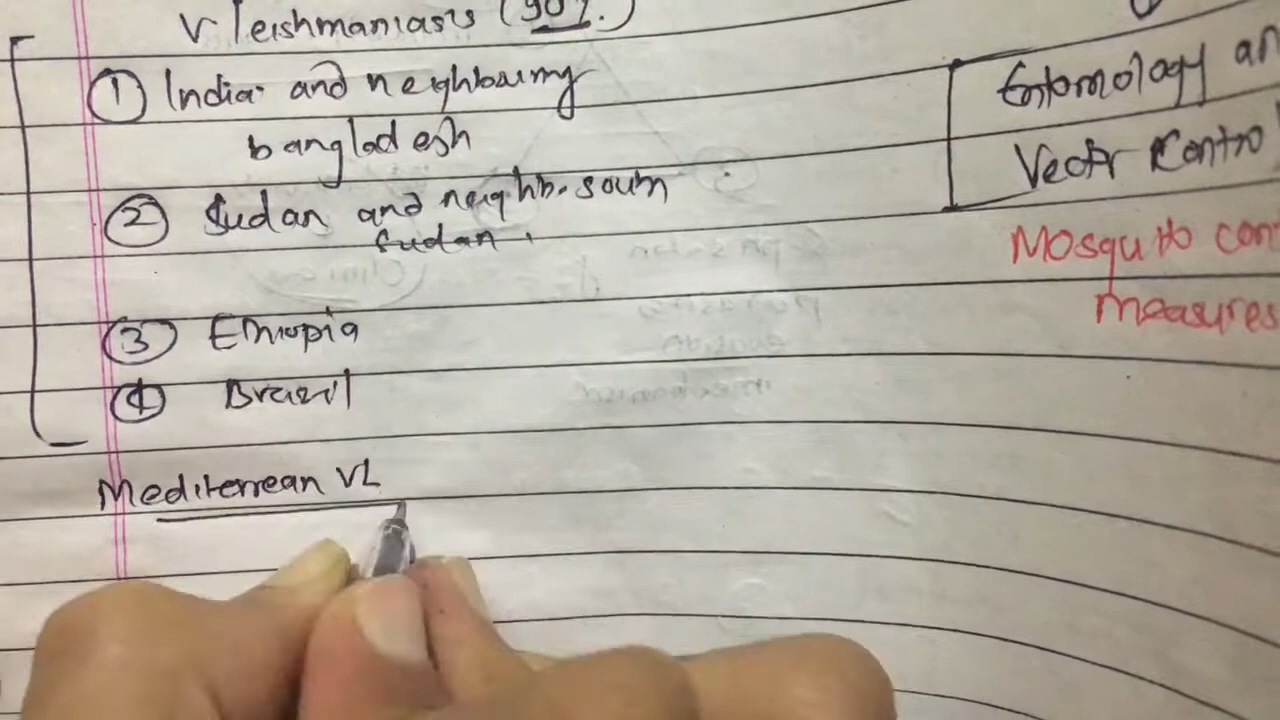 V leishmaniasis (90%.)
① India and neighbouring
bangladesh
② Sudan and neighb. south
sudan.
③ Ethiopia
④ Brazil
Mediterrean VL
Entomology an
Vector Control
Mosquito con
measures